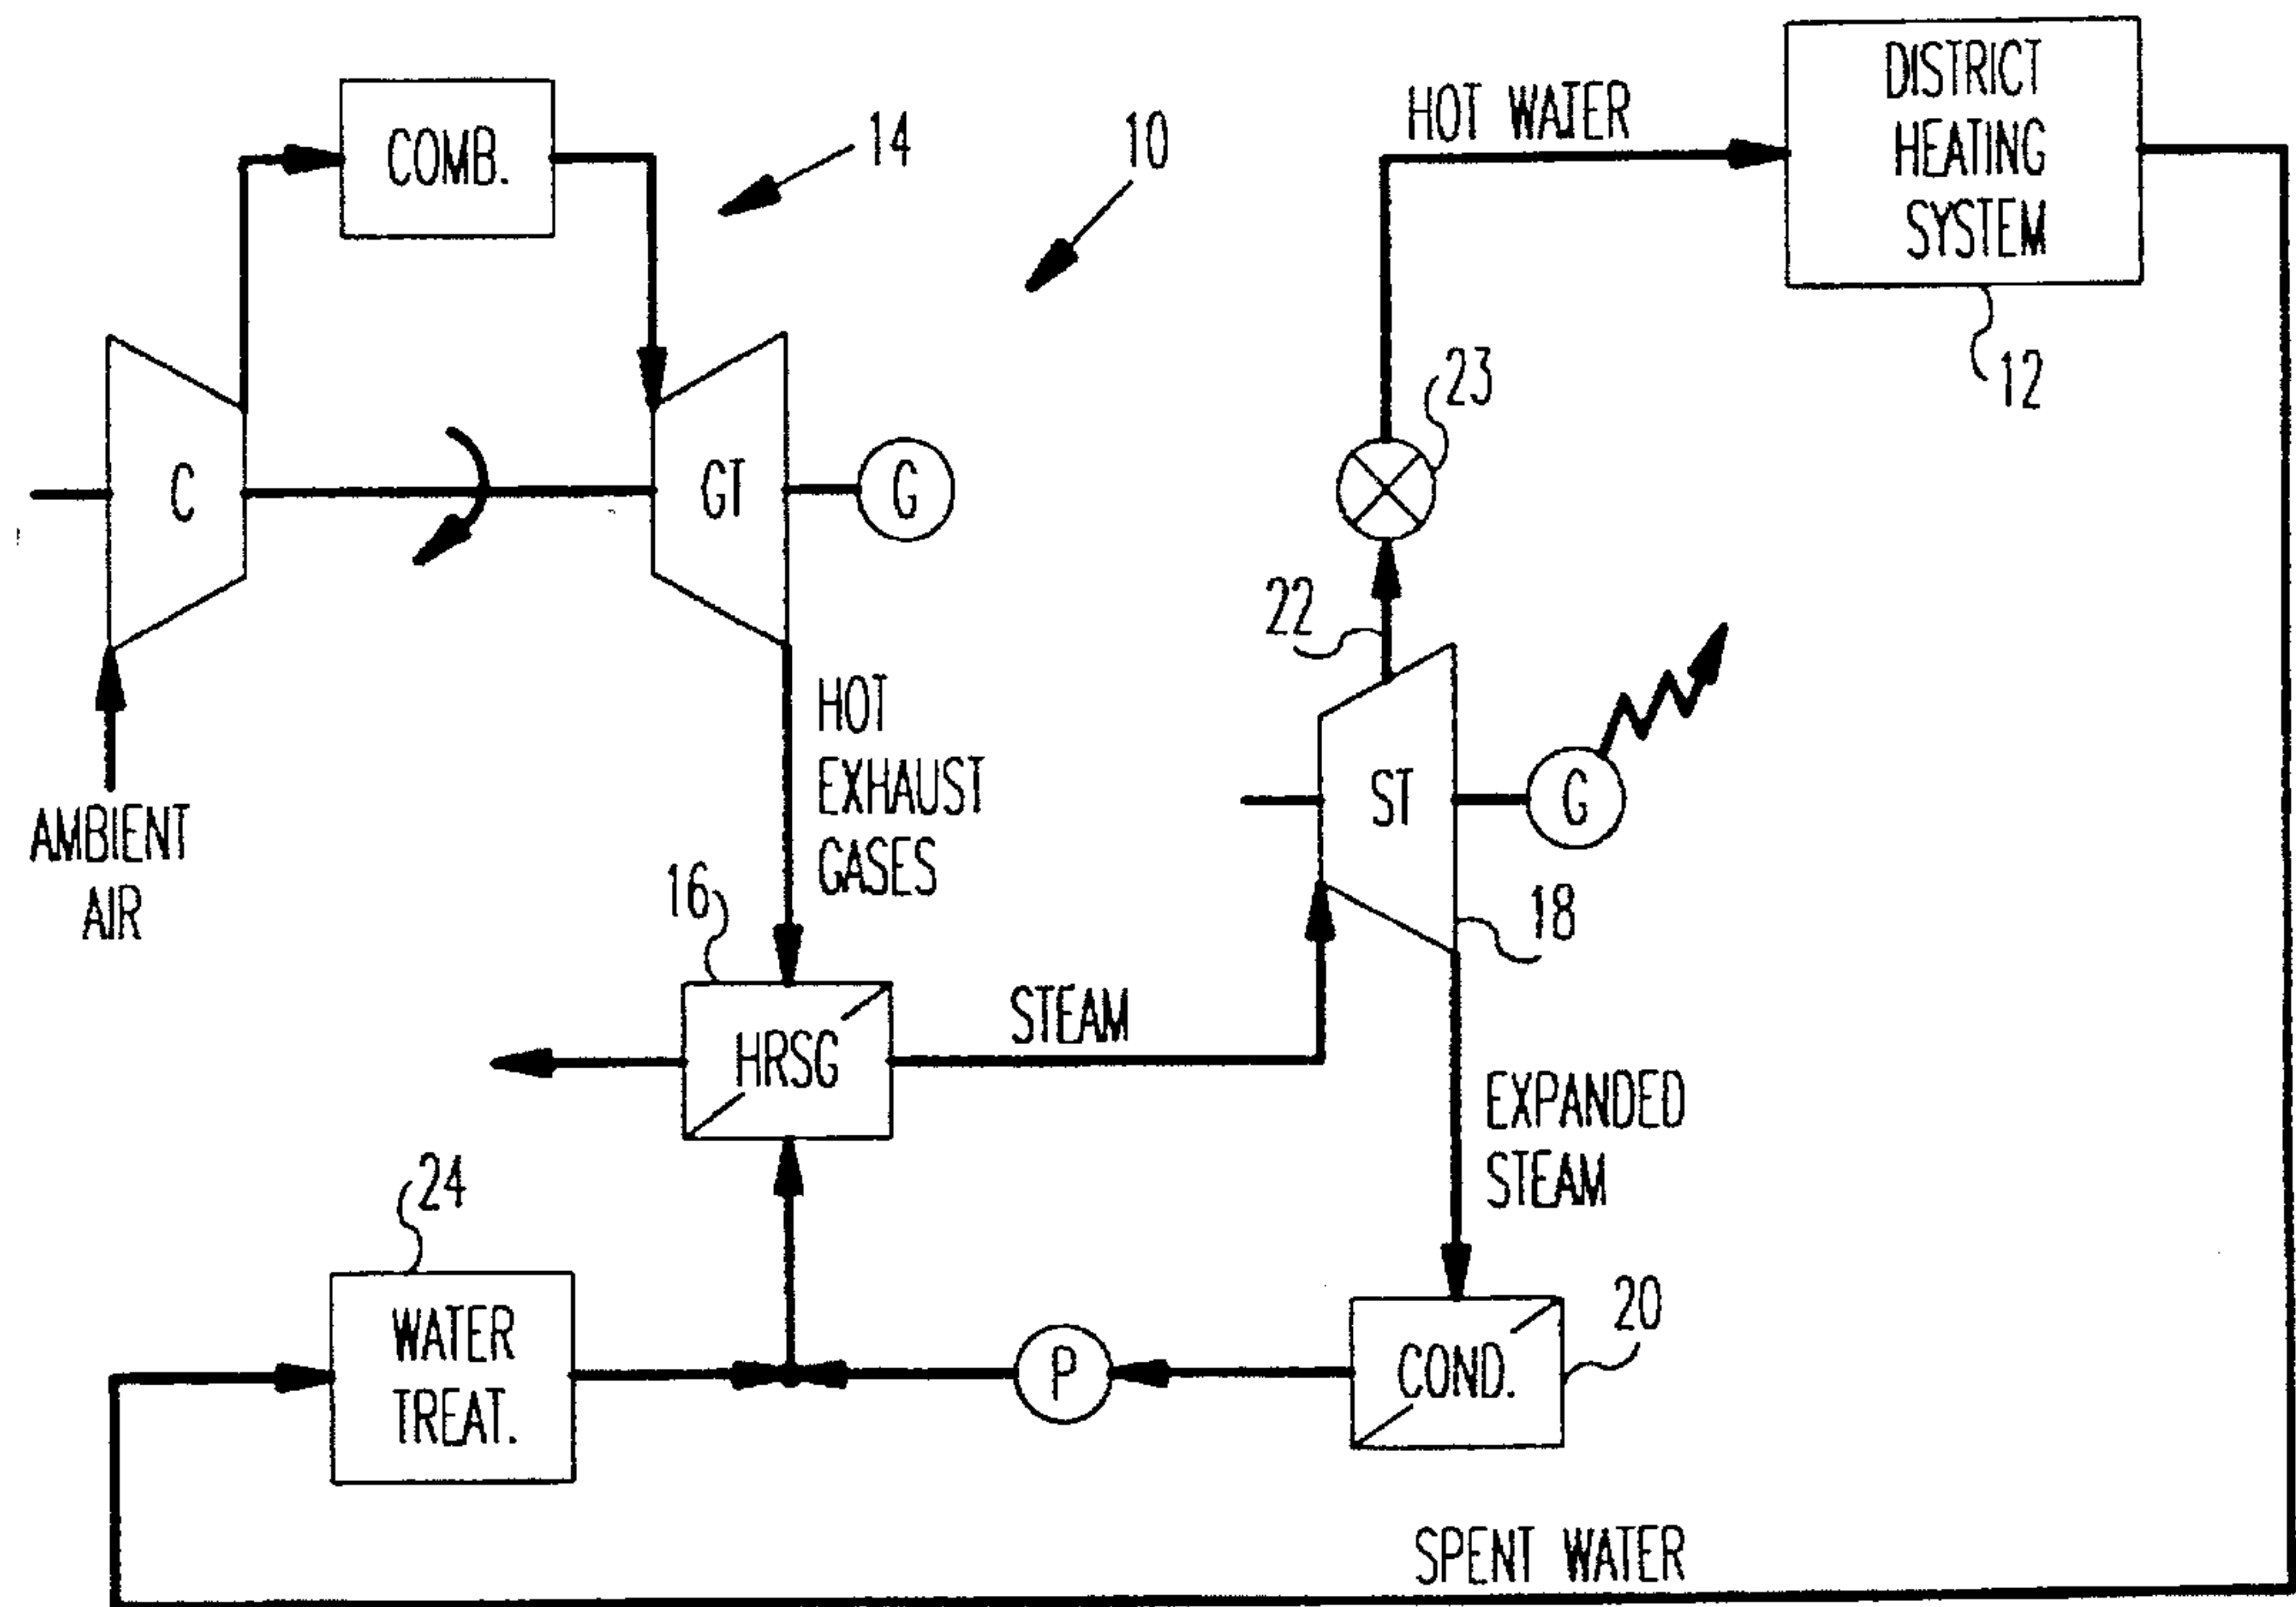 COMB.
14
10
HOT WATER
DISTRICT
HEATING
SYSTEM
12
C
GT
G
23
22
HOT
EXHAUST
GASES
AMBIENT
AIR
ST
G
18
16
HRSG
STEAM
EXPANDED
STEAM
24
WATER
TREAT.
P
COND.
20
SPENT WATER